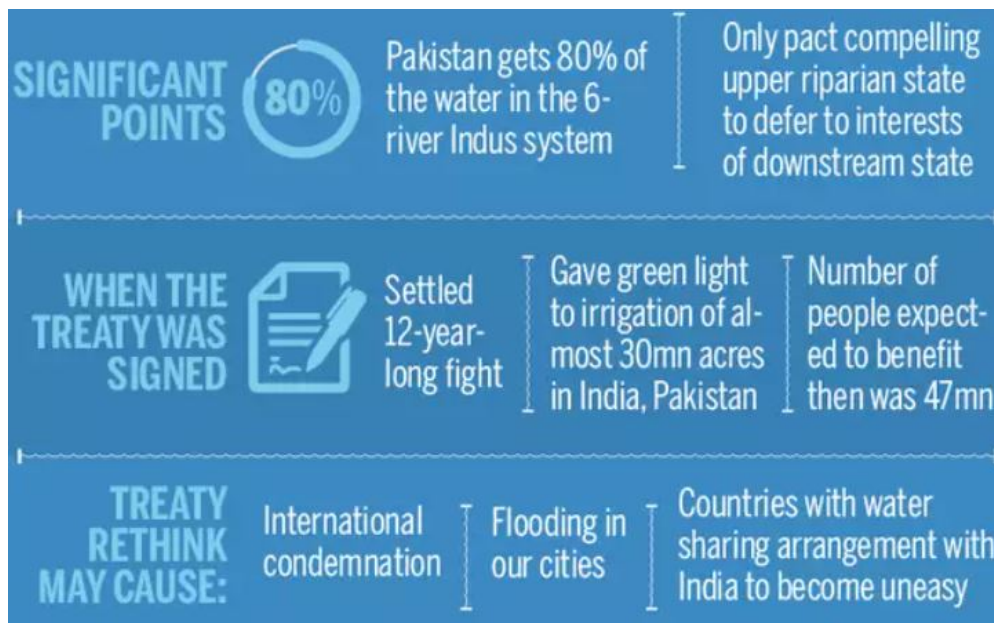 SIGNIFICANT
POINTS
80%
Pakistan gets 80% of
the water in the 6-
river Indus system
Only pact compelling
upper riparian state
to defer to interests
of downstream state
WHEN THE
TREATY WAS
SIGNED
Settled
12-year-
long fight
Gave green light
to irrigation of al-
most 30mn acres
in India, Pakistan
Number of
people expect-
ed to benefit
then was 47mn
TREATY
RETHINK
MAY CAUSE:
International
condemnation
Flooding in
our cities
Countries with water
sharing arrangement with
India to become uneasy